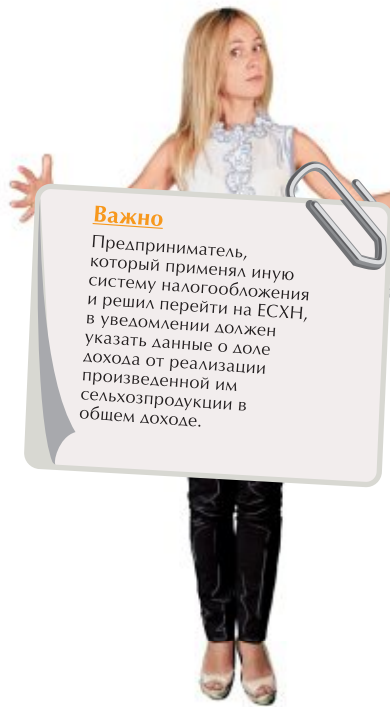 Важно
Предприниматель,
который применял иную
систему налогообложения
и решил перейти на ЕСХН,
в уведомлении должен
указать данные о доле
дохода от реализации
произведенной им
сельхозпродукции в
общем доходе.